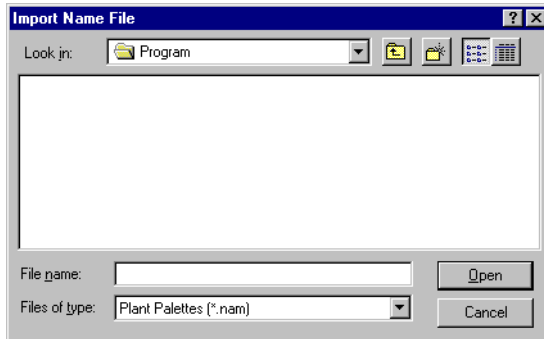 Import Name File
Look in: Program
File name:
Open
Files of type: Plant Palettes (*.nam)
Cancel